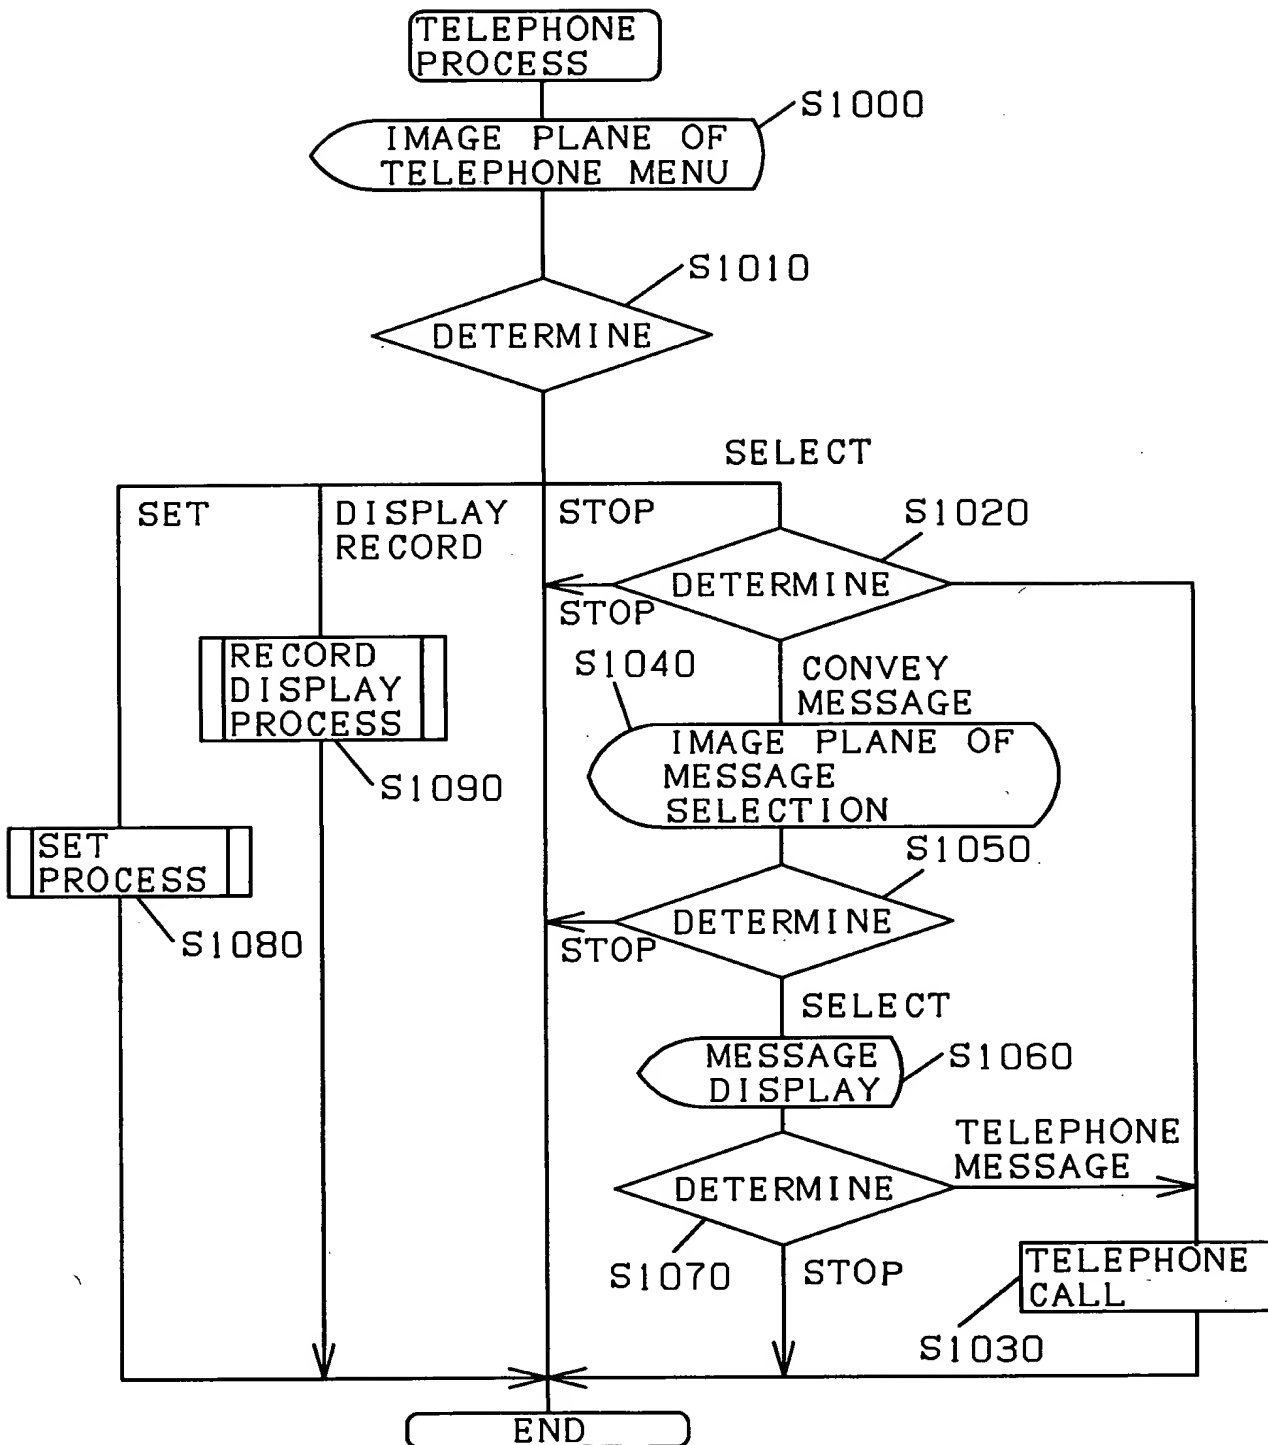 TELEPHONE
PROCESS
S1000
IMAGE PLANE OF
TELEPHONE MENU
S1010
DETERMINE
SELECT
SET
DISPLAY
RECORD
STOP
S1020
DETERMINE
STOP
S1040
CONVEY
MESSAGE
RECORD
DISPLAY
PROCESS
S1090
IMAGE PLANE OF
MESSAGE
SELECTION
S1050
SET
PROCESS
S1080
DETERMINE
STOP
SELECT
MESSAGE
DISPLAY
S1060
TELEPHONE
MESSAGE
DETERMINE
S1070
STOP
TELEPHONE
CALL
S1030
END